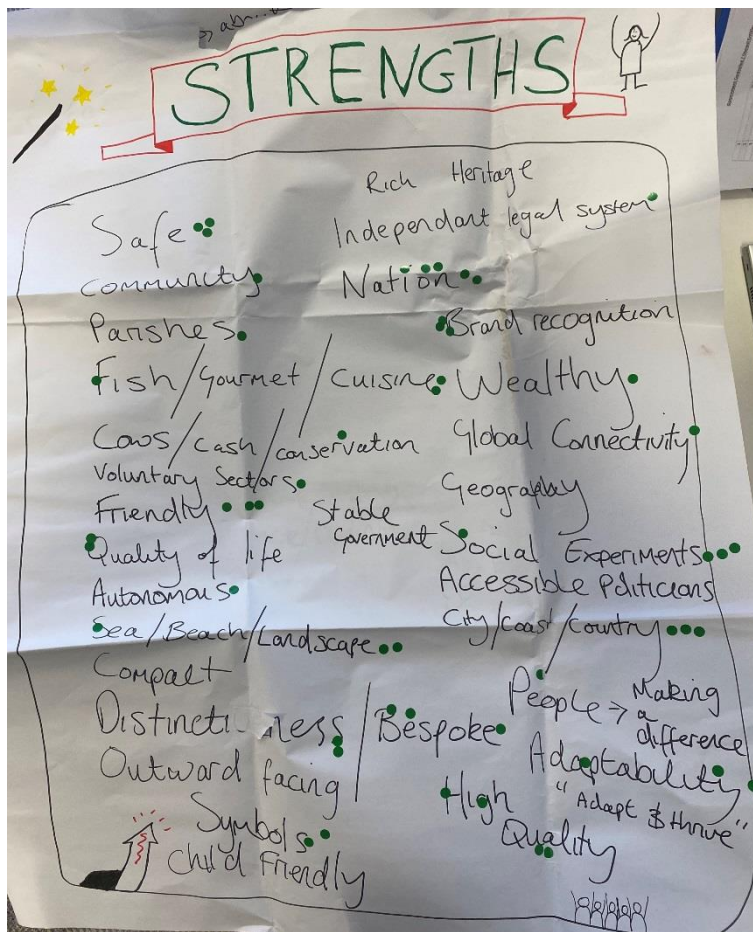 STRENGTHS
Rich Heritage
Independant legal system
Safe
Community
Nation
Parishes
Brand recognition
Fish/Gourmet/Cuisine
Wealthy
Cows/Cash/conservation
Global Connectivity
Voluntary Sectors
Geography
Friendly
Stable
Government
Quality of life
Social Experiments
Autonomous
Accessible Politicians
Sea/Beach/Landscape
City/Coast/Country
Compact
People → Making
a
difference
Distinctiveness/Bespoke
Outward facing
Adaptability
"Adapt & thrive"
High
Quality
Symbols
Child Friendly